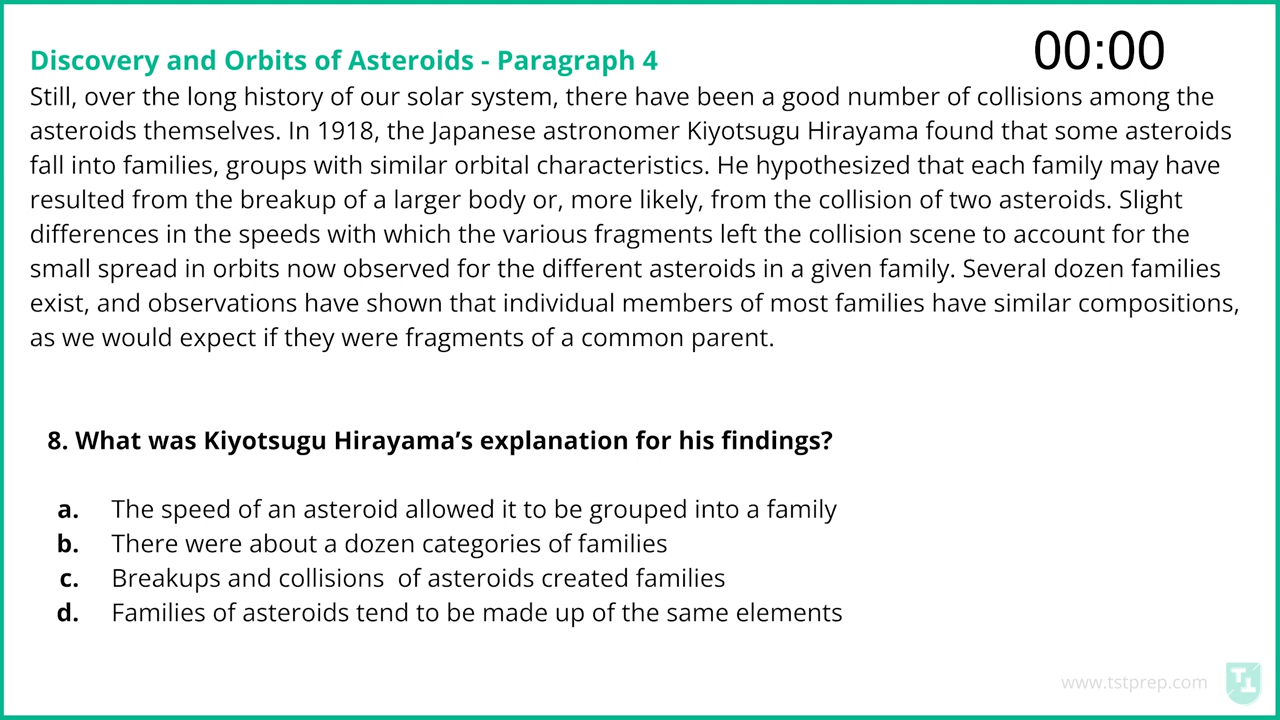 00:00
Discovery and Orbits of Asteroids - Paragraph 4
Still, over the long history of our solar system, there have been a good number of collisions among the
asteroids themselves. In 1918, the Japanese astronomer Kiyotsugu Hirayama found that some asteroids
fall into families, groups with similar orbital characteristics. He hypothesized that each family may have
resulted from the breakup of a larger body or, more likely, from the collision of two asteroids. Slight
differences in the speeds with which the various fragments left the collision scene to account for the
small spread in orbits now observed for the different asteroids in a given family. Several dozen families
exist, and observations have shown that individual members of most families have similar compositions,
as we would expect if they were fragments of a common parent.
8. What was Kiyotsugu Hirayama's explanation for his findings?
a. The speed of an asteroid allowed it to be grouped into a family
b. There were about a dozen categories of families
c. Breakups and collisions of asteroids created families
d. Families of asteroids tend to be made up of the same elements
www.tstprep.com